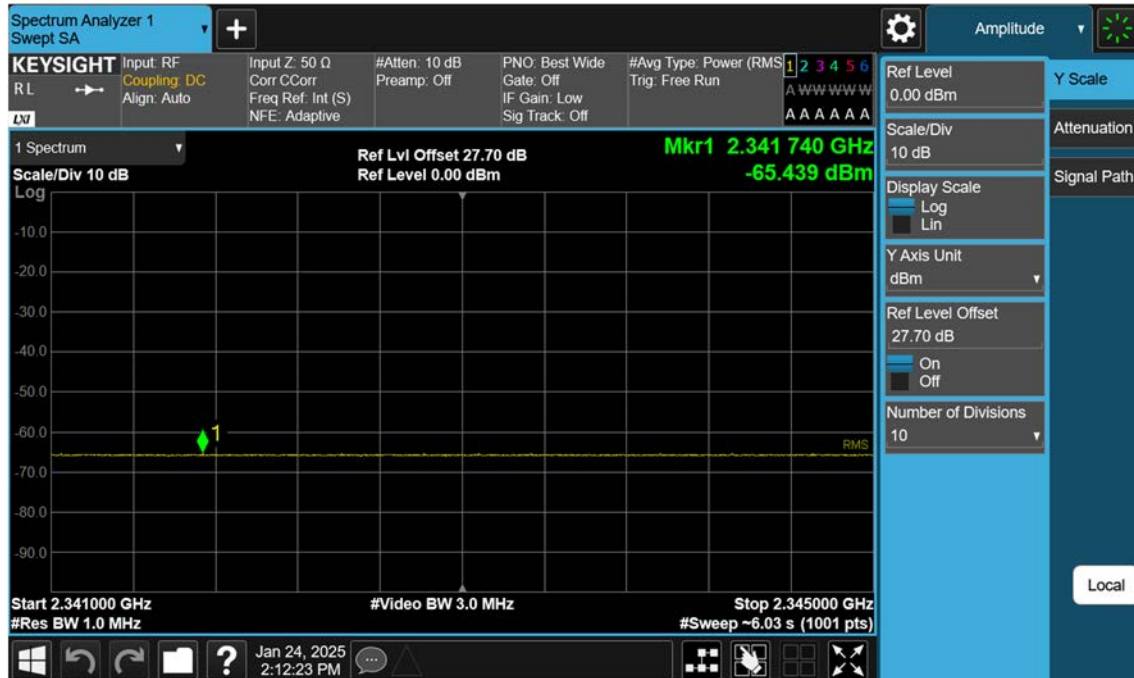 Spectrum Analyzer 1
Swept SA
+
Amplitude
KEYSIGHT
RL
LXI
Input: RF
Coupling: DC
Align: Auto
Input Z: 50 Ω
Corr CCorr
Freq Ref: Int (S)
NFE: Adaptive
#Atten: 10 dB
Preamp: Off
PNO: Best Wide
Gate: Off
IF Gain: Low
Sig Track: Off
#Avg Type: Power (RMS
Trig: Free Run
1 2 3 4 5 6
A W W W W W
A A A A A A
1 Spectrum
Scale/Div 10 dB
Ref Lvl Offset 27.70 dB
Ref Level 0.00 dBm
Mkr1 2.341 740 GHz
-65.439 dBm
Log
-10.0
-20.0
-30.0
-40.0
-50.0
-60.0
-70.0
-80.0
-90.0
1
RMS
Start 2.341000 GHz
#Res BW 1.0 MHz
#Video BW 3.0 MHz
Stop 2.345000 GHz
#Sweep ~6.03 s (1001 pts)
Ref Level
0.00 dBm
Scale/Div
10 dB
Display Scale
Log
Lin
Y Axis Unit
dBm
Ref Level Offset
27.70 dB
On
Off
Number of Divisions
10
Y Scale
Attenuation
Signal Path
Local
?
Jan 24, 2025
2:12:23 PM